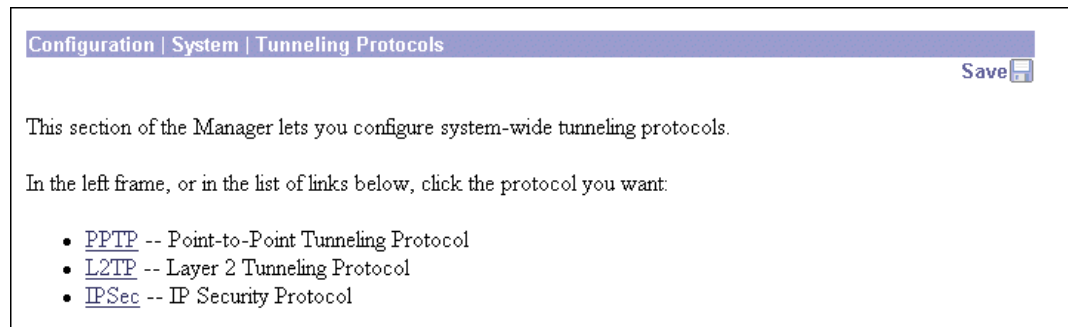 Configuration | System | Tunneling Protocols
Save
This section of the Manager lets you configure system-wide tunneling protocols.
In the left frame, or in the list of links below, click the protocol you want:
• PPTP -- Point-to-Point Tunneling Protocol
• L2TP -- Layer 2 Tunneling Protocol
• IPSec -- IP Security Protocol